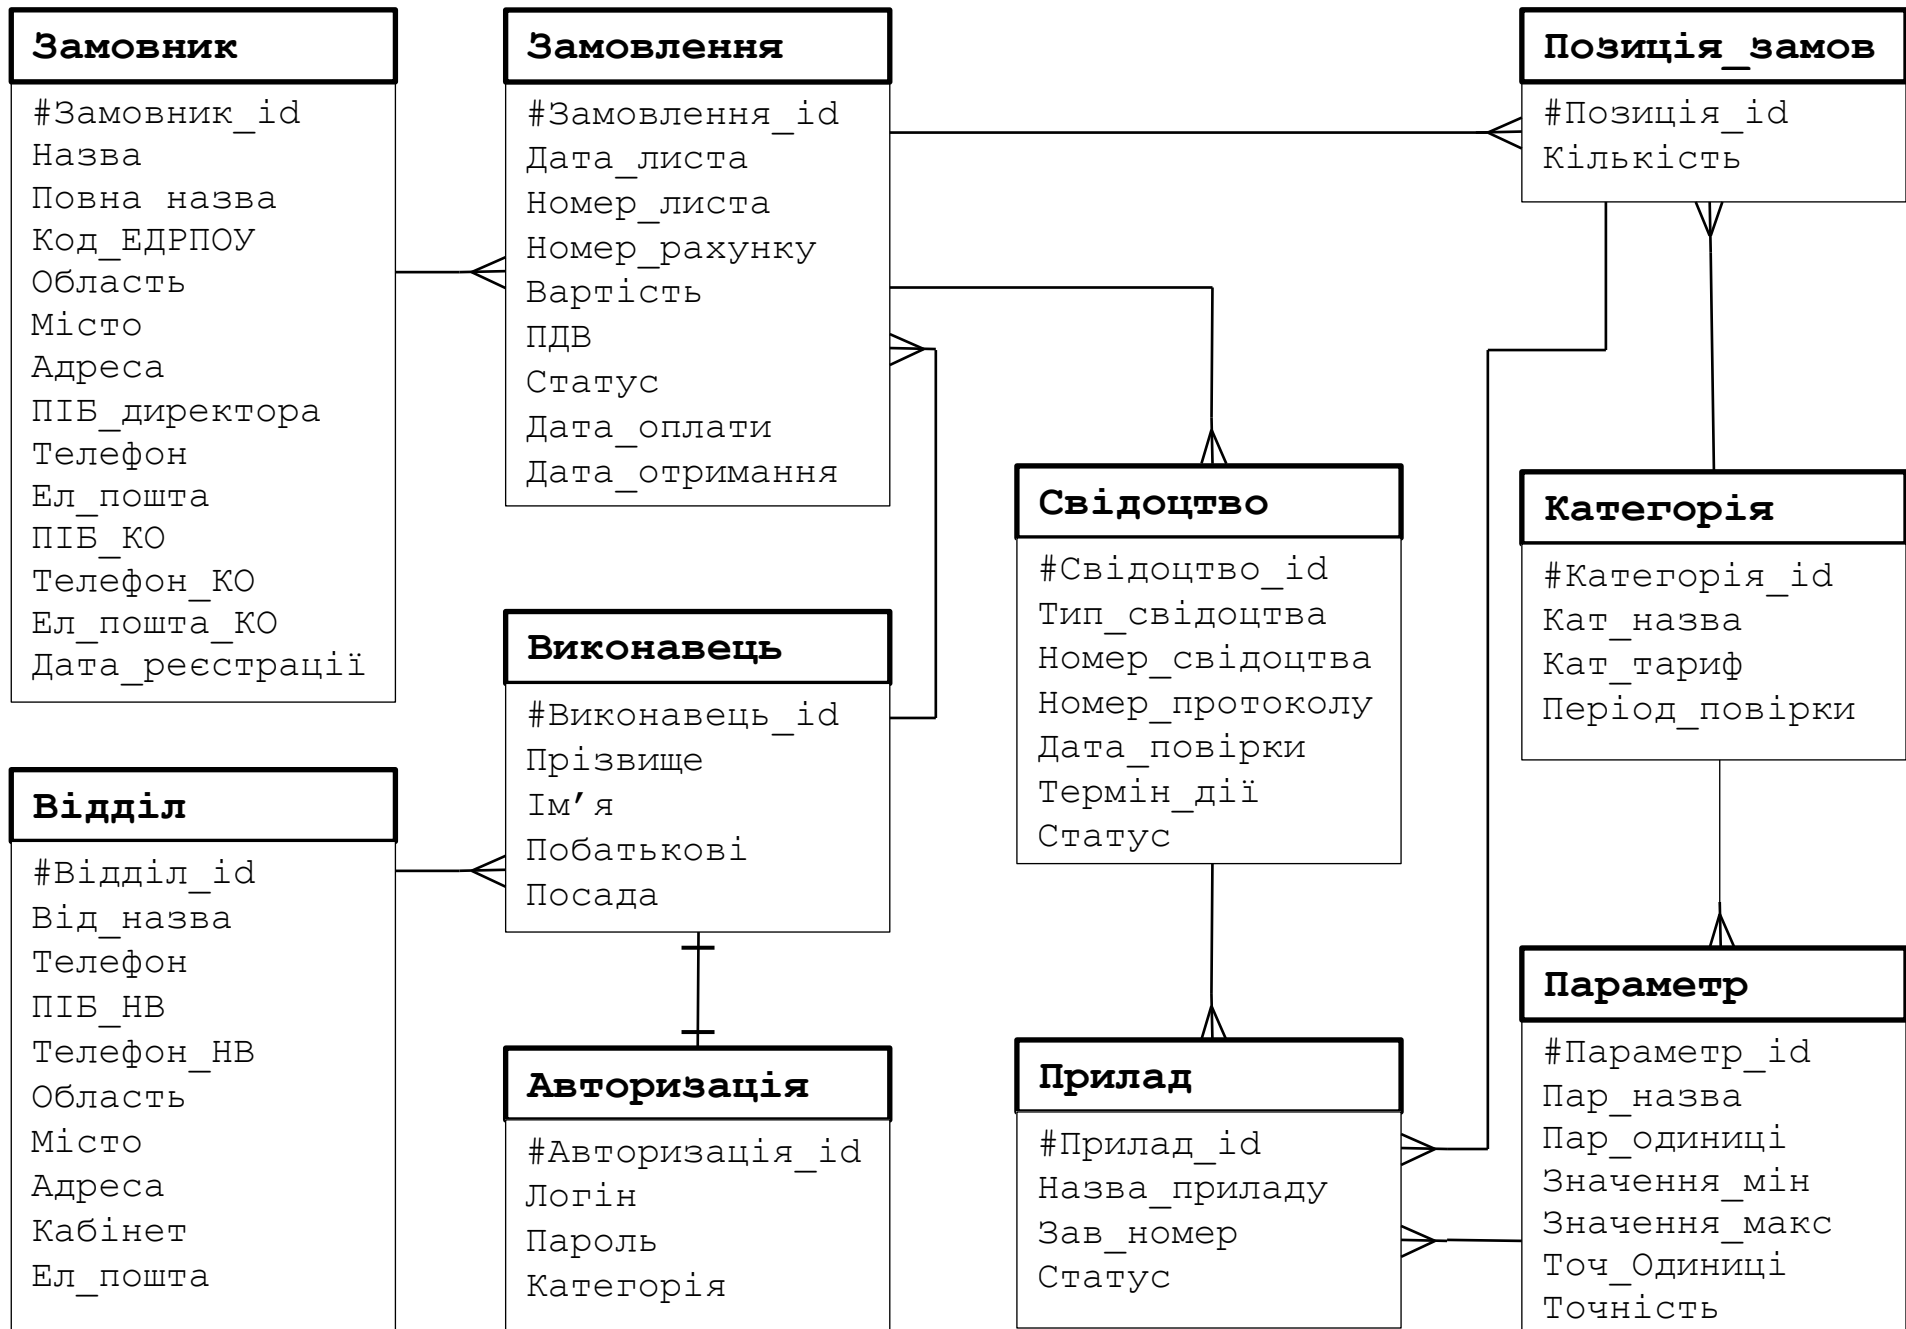 Замовник
#Замовник_id
Назва
Повна назва
Код_ЕДРПОУ
Область
Місто
Адреса
ПІБ_директора
Телефон
Ел_пошта
ПІБ_КО
Телефон_КО
Ел_пошта_КО
Дата_реєстрації
Замовлення
#Замовлення_id
Дата_листа
Номер_листа
Номер_рахунку
Вартість
ПДВ
Статус
Дата_оплати
Дата_отримання
Позиція_замов
#Позиція_id
Кількість
Свідоцтво
#Свідоцтво_id
Тип_свідоцтва
Номер_свідоцтва
Номер_протоколу
Дата_повірки
Термін_дії
Статус
Категорія
#Категорія_id
Кат_назва
Кат_тариф
Період_повірки
Виконавець
#Виконавець_id
Прізвище
Ім’я
Побатькові
Посада
Відділ
#Відділ_id
Від_назва
Телефон
ПІБ_НВ
Телефон_НВ
Область
Місто
Адреса
Кабінет
Ел_пошта
Авторизація
#Авторизація_id
Логін
Пароль
Категорія
Прилад
#Прилад_id
Назва_приладу
Зав_номер
Статус
Параметр
#Параметр_id
Пар_назва
Пар_одиниці
Значення_мін
Значення_макс
Точ_Одиниці
Точність